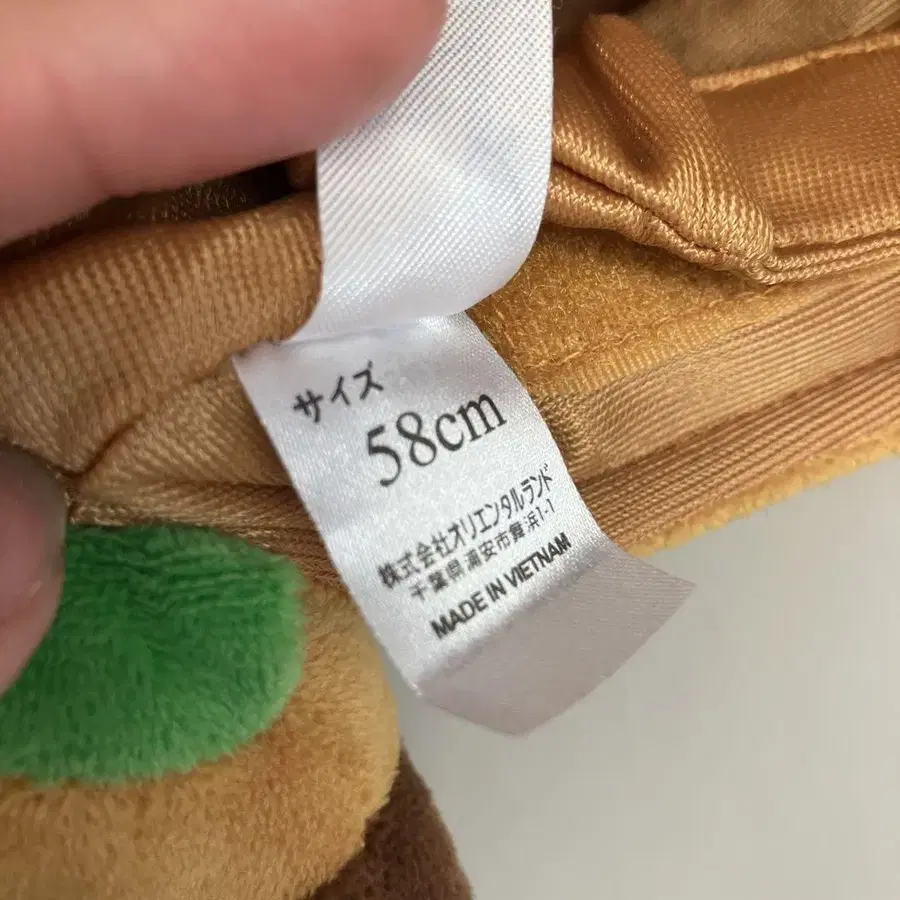 サイズ
58cm
株式会社オリエンタルランド
千葉県浦安市舞浜1-1
MADE IN VIETNAM